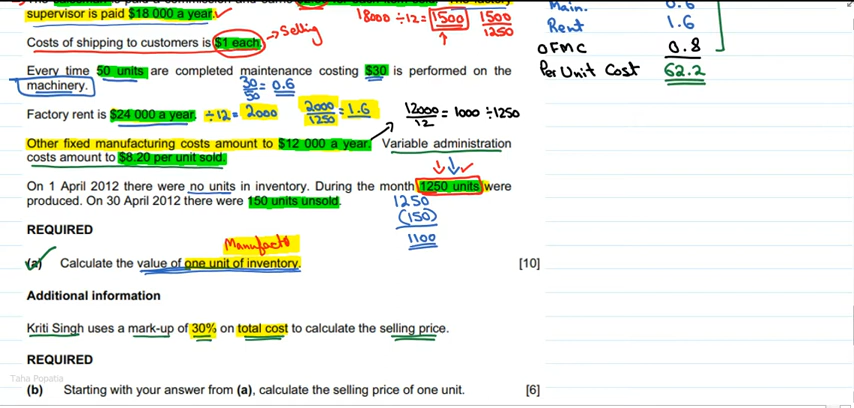 supervisor is paid $18 000 a year.
18000 ÷12 = 1500 1500
1250
Costs of shipping to customers is $1 each. → Selling
Every time 50 units are completed maintenance costing $30 is performed on the
machinery.
30/50 = 0.6
Factory rent is $24 000 a year. ÷12 = 2000 2000/1250 = 1.6 12000/12 = 1000 ÷1250
Other fixed manufacturing costs amount to $12 000 a year. Variable administration
costs amount to $8.20 per unit sold.
On 1 April 2012 there were no units in inventory. During the month 1250 units were
produced. On 30 April 2012 there were 150 units unsold.
1250
(150)
1100
REQUIRED
Manufacts
(a) Calculate the value of one unit of inventory. [10]
Additional information
Kriti Singh uses a mark-up of 30% on total cost to calculate the selling price.
REQUIRED
Taha Popatia
(b) Starting with your answer from (a), calculate the selling price of one unit. [6]
Main. 0.6
Rent 1.6
OFMC 0.8
Per Unit Cost 62.2